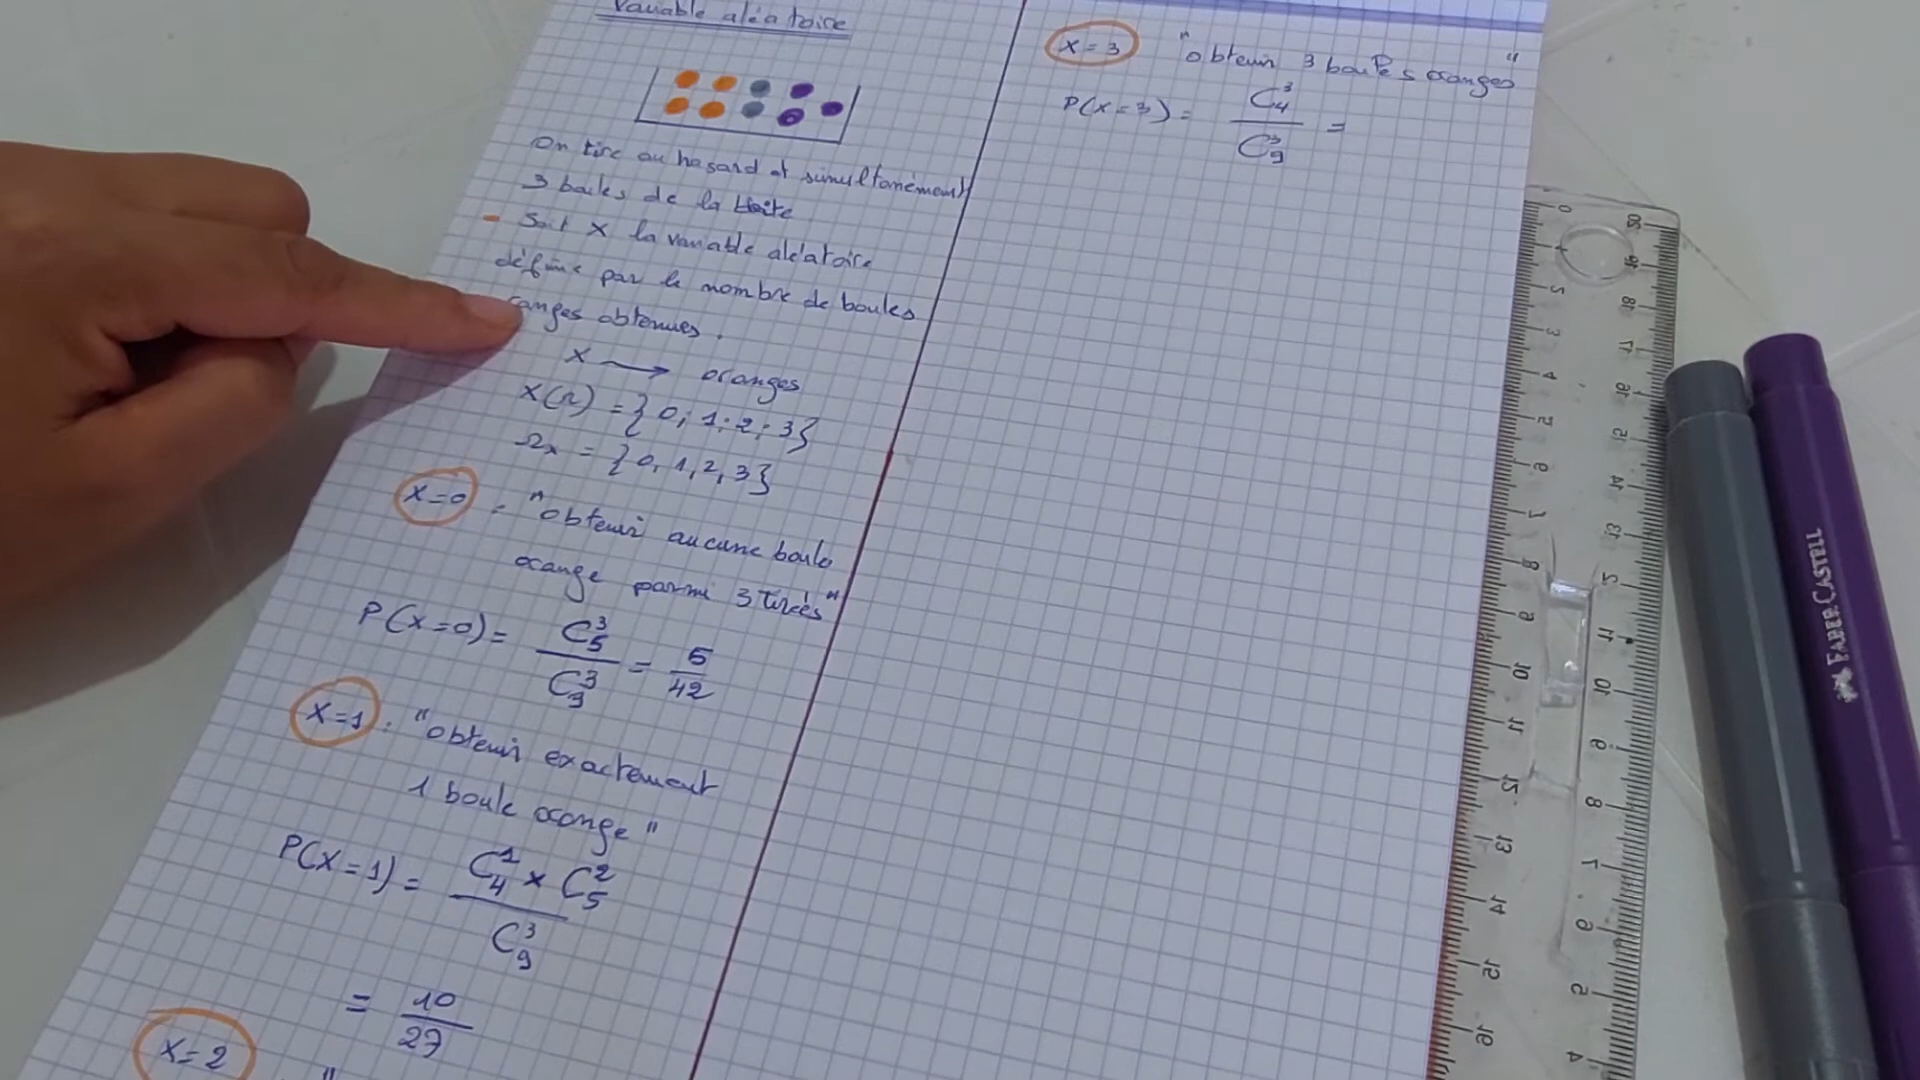 Variable aléatoire
On tire au hasard et simultanément
3 boules de la boite
- Soit X la variable aléatoire
définie par le nombre de boules
ranges obtenues.
X → oranges
X(Ω) = {0; 1; 2; 3}
Ωx = {0, 1, 2, 3}
X=0 : "obtenir aucune boule
orange parmi 3 tirées"
P(X=0) = C₅³ / C₉³ = 5/42
X=1 : "obtenir exactement
1 boule orange"
P(X=1) = C₄¹ × C₅² / C₉³
= 10/27
X=2 "
X=3 "obtenir 3 boules oranges"
P(X=3) = C₄³ / C₉³ =
FABER-CASTELL